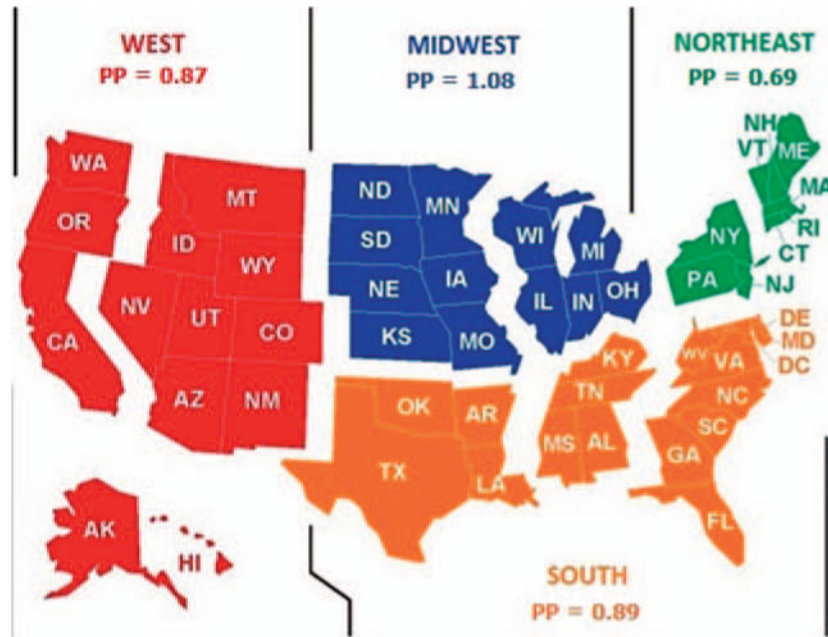 WEST
PP = 0.87
MIDWEST
PP = 1.08
NORTHEAST
PP = 0.69
WA
OR
CA
MT
ID
WY
NV
UT
CO
AZ
NM
AK
HI
ND
MN
SD
WI
MI
NE
IA
IL
IN
OH
KS
MO
NH
VT
ME
MA
RI
NY
CT
PA
NJ
DE
MD
DC
KY
WV
VA
TN
NC
OK
AR
SC
MS
AL
GA
TX
LA
FL
SOUTH
PP = 0.89